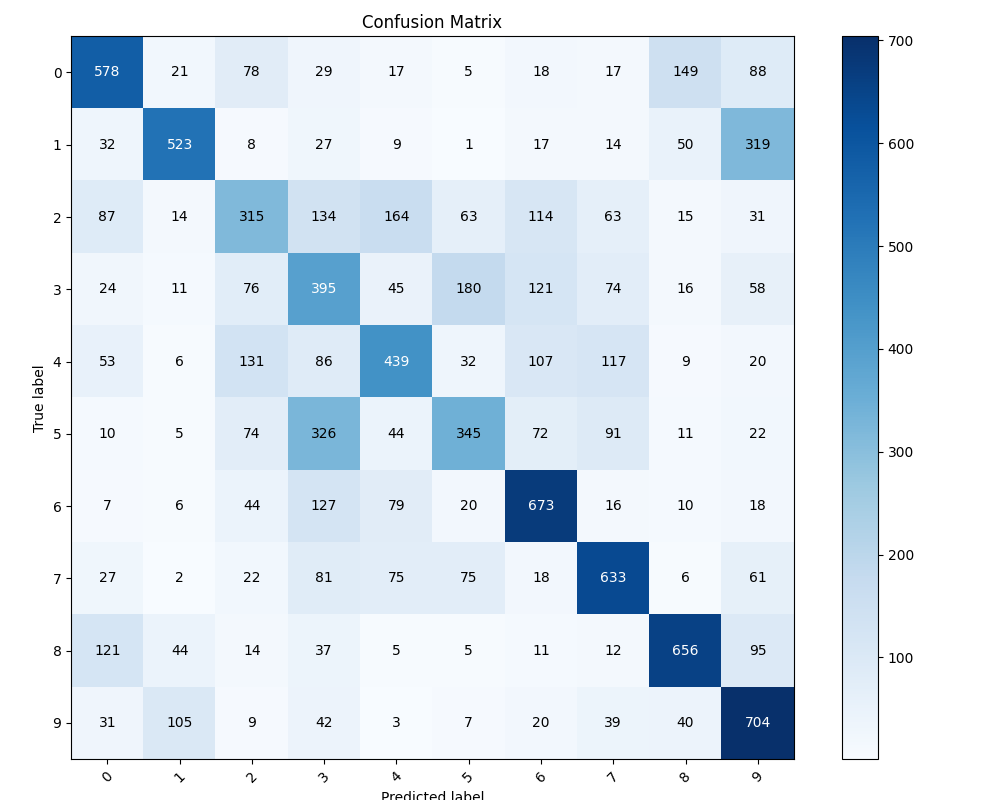 Confusion Matrix
0 578 21 78 29 17 5 18 17 149 88
1 32 523 8 27 9 1 17 14 50 319
2 87 14 315 134 164 63 114 63 15 31
3 24 11 76 395 45 180 121 74 16 58
4 53 6 131 86 439 32 107 117 9 20
5 10 5 74 326 44 345 72 91 11 22
6 7 6 44 127 79 20 673 16 10 18
7 27 2 22 81 75 75 18 633 6 61
8 121 44 14 37 5 5 11 12 656 95
9 31 105 9 42 3 7 20 39 40 704
0 1 2 3 4 5 6 7 8 9
True label
Predicted label
700
600
500
400
300
200
100